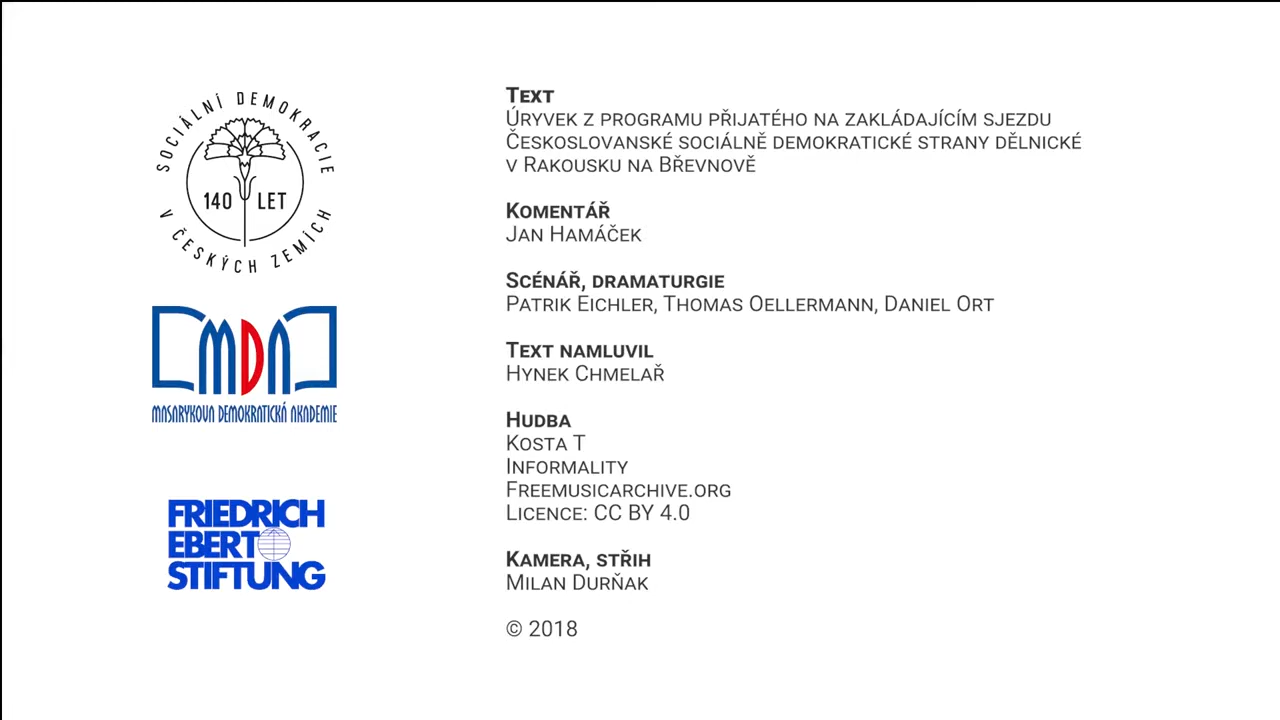 SOCIÁLNÍ DEMOKRACIE
140 LET
V ČESKÝCH ZEMÍCH
MDA
MASARYKOVA DEMOKRATICKÁ AKADEMIE
FRIEDRICH
EBERT
STIFTUNG
TEXT
ÚRYVEK Z PROGRAMU PŘIJATÉHO NA ZAKLÁDAJÍCÍM SJEZDU
ČESKOSLOVANSKÉ SOCIÁLNĚ DEMOKRATICKÉ STRANY DĚLNICKÉ
V RAKOUSKU NA BŘEVNOVĚ
KOMENTÁŘ
JAN HAMÁČEK
SCÉNÁŘ, DRAMATURGIE
PATRIK EICHLER, THOMAS OELLERMANN, DANIEL ORT
TEXT NAMLUVIL
HYNEK CHMELAŘ
HUDBA
KOSTA T
INFORMALITY
FREEMUSICARCHIVE.ORG
LICENCE: CC BY 4.0
KAMERA, STŘIH
MILAN DURŇAK
© 2018